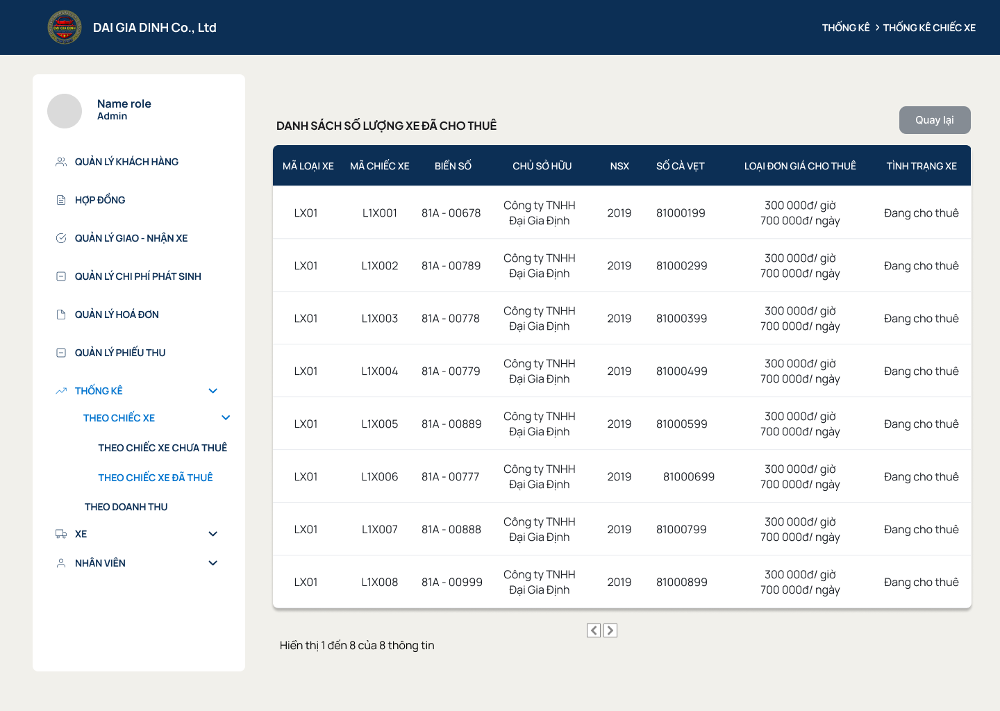 DAI GIA DINH
DAI GIA DINH Co., Ltd
THỐNG KÊ > THỐNG KÊ CHIẾC XE
Name role
Admin
QUẢN LÝ KHÁCH HÀNG
HỢP ĐỒNG
QUẢN LÝ GIAO - NHẬN XE
QUẢN LÝ CHI PHÍ PHÁT SINH
QUẢN LÝ HOÁ ĐƠN
QUẢN LÝ PHIẾU THU
THỐNG KÊ
THEO CHIẾC XE
THEO CHIẾC XE CHƯA THUÊ
THEO CHIẾC XE ĐÃ THUÊ
THEO DOANH THU
XE
NHÂN VIÊN
DANH SÁCH SỐ LƯỢNG XE ĐÃ CHO THUÊ
Quay lại
MÃ LOẠI XE MÃ CHIẾC XE BIỂN SỐ CHỦ SỞ HỮU NSX SỐ CÀ VẸT LOẠI ĐƠN GIÁ CHO THUÊ TÌNH TRẠNG XE
Công ty TNHH 300 000đ/ giờ
LX01 L1X001 81A - 00678 2019 81000199 Đang cho thuê
Đại Gia Định 700 000đ/ ngày
Công ty TNHH 300 000đ/ giờ
LX01 L1X002 81A - 00789 2019 81000299 Đang cho thuê
Đại Gia Định 700 000đ/ ngày
Công ty TNHH 300 000đ/ giờ
LX01 L1X003 81A - 00778 2019 81000399 Đang cho thuê
Đại Gia Định 700 000đ/ ngày
Công ty TNHH 300 000đ/ giờ
LX01 L1X004 81A - 00779 2019 81000499 Đang cho thuê
Đại Gia Định 700 000đ/ ngày
Công ty TNHH 300 000đ/ giờ
LX01 L1X005 81A - 00889 2019 81000599 Đang cho thuê
Đại Gia Định 700 000đ/ ngày
Công ty TNHH 300 000đ/ giờ
LX01 L1X006 81A - 00777 2019 81000699 Đang cho thuê
Đại Gia Định 700 000đ/ ngày
Công ty TNHH 300 000đ/ giờ
LX01 L1X007 81A - 00888 2019 81000799 Đang cho thuê
Đại Gia Định 700 000đ/ ngày
Công ty TNHH 300 000đ/ giờ
LX01 L1X008 81A - 00999 2019 81000899 Đang cho thuê
Đại Gia Định 700 000đ/ ngày
Hiển thị 1 đến 8 của 8 thông tin